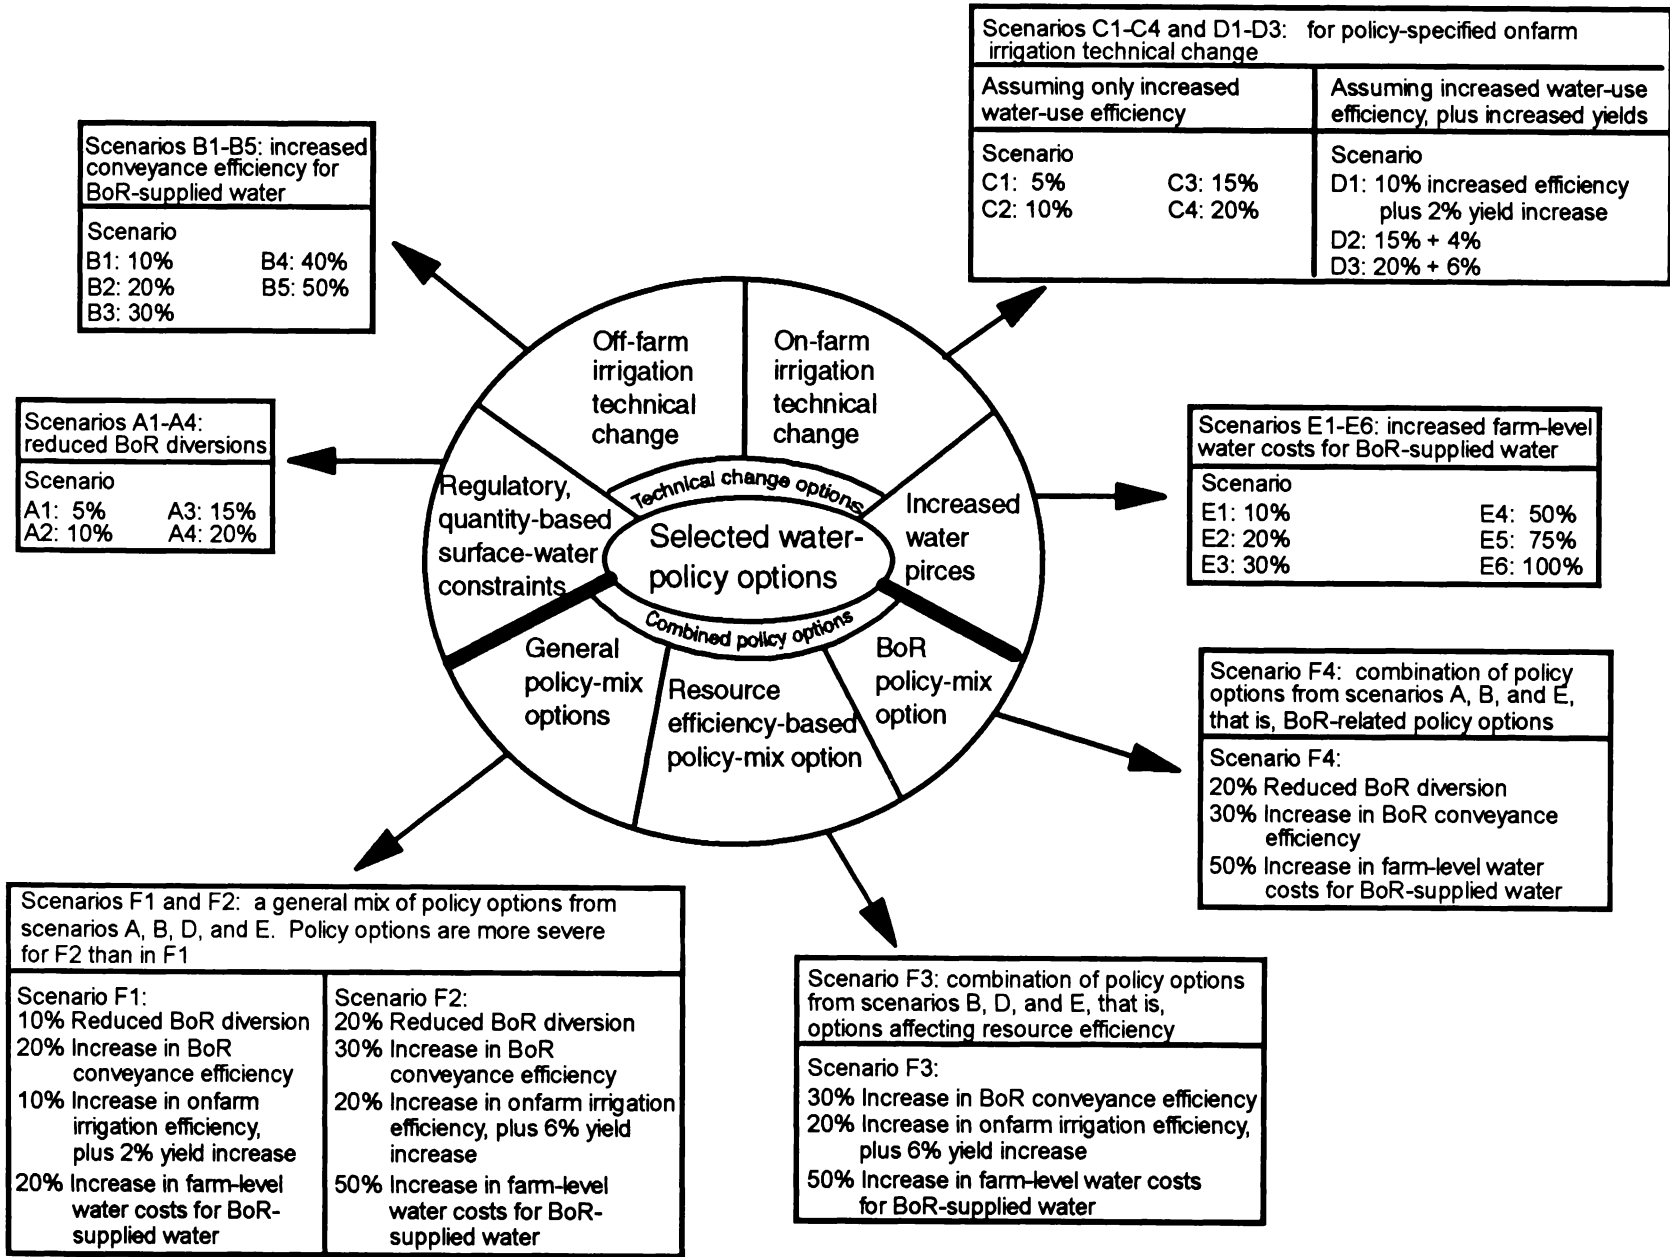 Scenarios C1-C4 and D1-D3: for policy-specified onfarm
irrigation technical change
Assuming only increased
water-use efficiency
Scenario
C1: 5% C3: 15%
C2: 10% C4: 20%
Assuming increased water-use
efficiency, plus increased yields
Scenario
D1: 10% increased efficiency
plus 2% yield increase
D2: 15% + 4%
D3: 20% + 6%
Scenarios B1-B5: increased
conveyance efficiency for
BoR-supplied water
Scenario
B1: 10% B4: 40%
B2: 20% B5: 50%
B3: 30%
Scenarios A1-A4:
reduced BoR diversions
Scenario
A1: 5% A3: 15%
A2: 10% A4: 20%
Off-farm
irrigation
technical
change
On-farm
irrigation
technical
change
Regulatory,
quantity-based
surface-water
constraints
Technical change options
Selected water-
policy options
Combined policy options
Increased
water
pirces
General
policy-mix
options
Resource
efficiency-based
policy-mix option
BoR
policy-mix
option
Scenarios E1-E6: increased farm-level
water costs for BoR-supplied water
Scenario
E1: 10% E4: 50%
E2: 20% E5: 75%
E3: 30% E6: 100%
Scenario F4: combination of policy
options from scenarios A, B, and E,
that is, BoR-related policy options
Scenario F4:
20% Reduced BoR diversion
30% Increase in BoR conveyance
efficiency
50% Increase in farm-level water
costs for BoR-supplied water
Scenarios F1 and F2: a general mix of policy options from
scenarios A, B, D, and E. Policy options are more severe
for F2 than in F1
Scenario F1:
10% Reduced BoR diversion
20% Increase in BoR
conveyance efficiency
10% Increase in onfarm
irrigation efficiency,
plus 2% yield increase
20% Increase in farm-level
water costs for BoR-
supplied water
Scenario F2:
20% Reduced BoR diversion
30% Increase in BoR
conveyance efficiency
20% Increase in onfarm irrigation
efficiency, plus 6% yield
increase
50% Increase in farm-level
water costs for BoR-
supplied water
Scenario F3: combination of policy options
from scenarios B, D, and E, that is,
options affecting resource efficiency
Scenario F3:
30% Increase in BoR conveyance efficiency
20% Increase in onfarm irrigation efficiency,
plus 6% yield increase
50% Increase in farm-level water costs
for BoR-supplied water